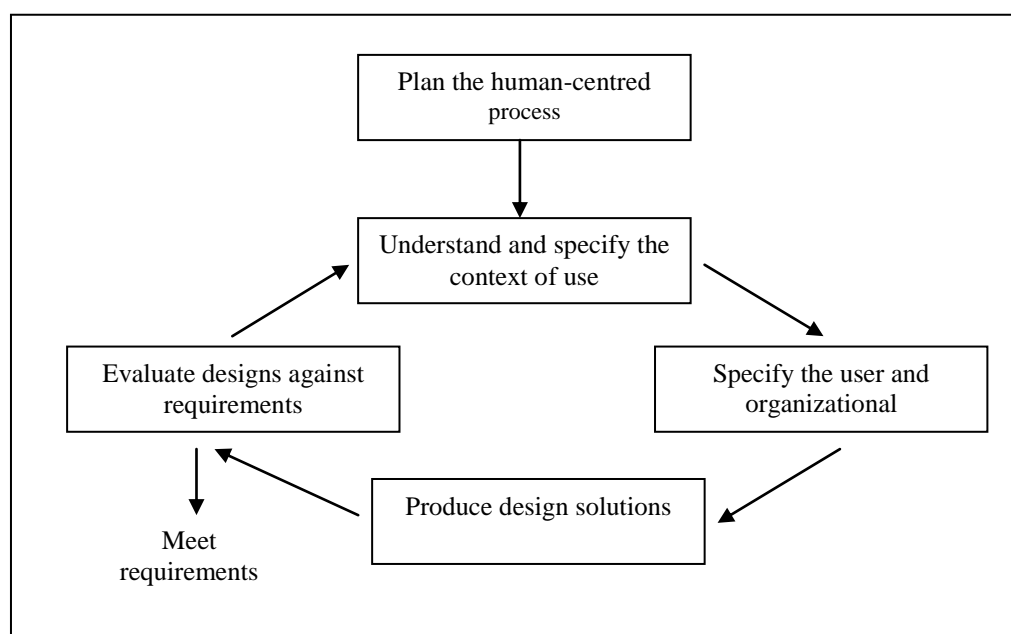 Plan the human-centred
process
Understand and specify the
context of use
Evaluate designs against
requirements
Specify the user and
organizational
Produce design solutions
Meet
requirements